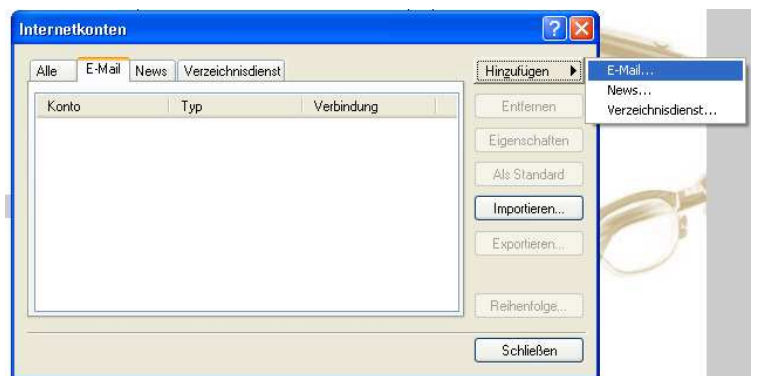 Internetkonten
Alle E-Mail News Verzeichnisdienst
Konto Typ Verbindung
Hinzufügen
E-Mail...
News...
Verzeichnisdienst...
Entfernen
Eigenschaften
Als Standard
Importieren...
Exportieren...
Reihenfolge...
Schließen